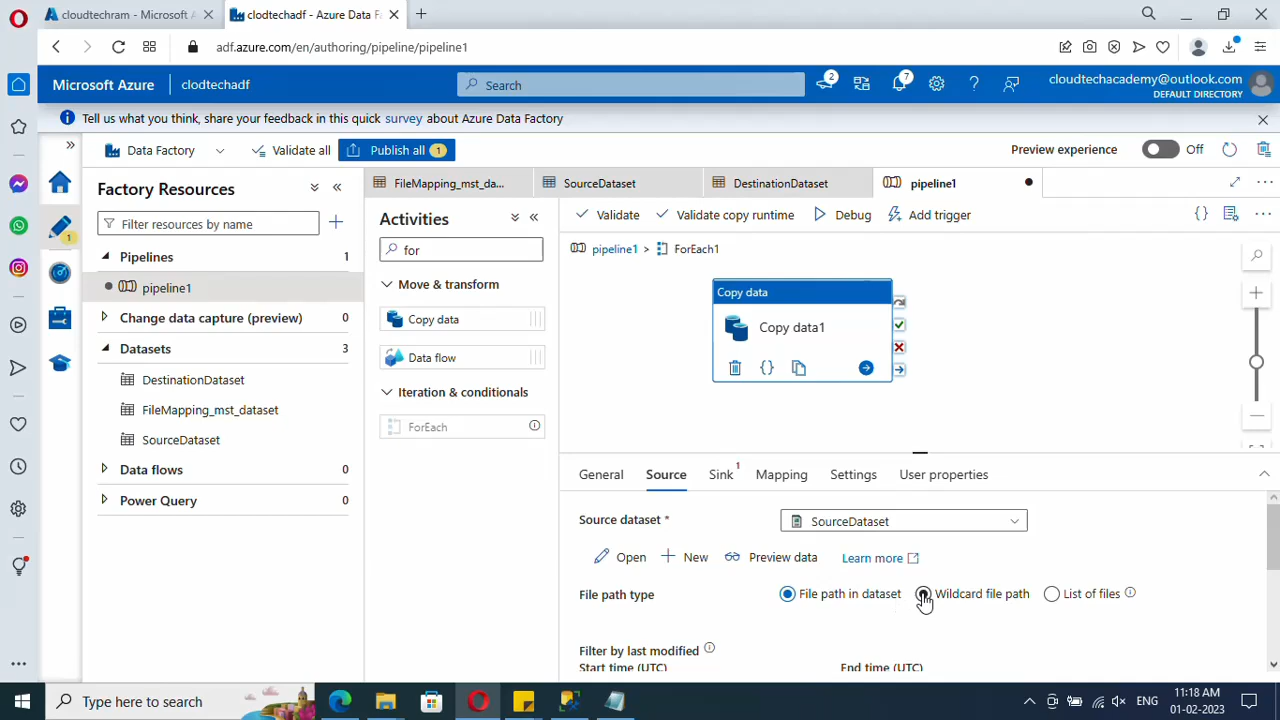 cloudtechram - Microsoft A
clodtechadf - Azure Data Fa
adf.azure.com/en/authoring/pipeline/pipeline1
Microsoft Azure
clodtechadf
Search
2
7
cloudtechacademy@outlook.com
DEFAULT DIRECTORY
Tell us what you think, share your feedback in this quick survey about Azure Data Factory
Data Factory
Validate all
Publish all 1
Preview experience
Off
Factory Resources
FileMapping_mst_da...
SourceDataset
DestinationDataset
pipeline1
Filter resources by name
1
Activities
Validate
Validate copy runtime
Debug
Add trigger
Pipelines 1
for
pipeline1 > ForEach1
pipeline1
Move & transform
Copy data
Change data capture (preview) 0
Copy data
Copy data1
Datasets 3
Data flow
DestinationDataset
Iteration & conditionals
FileMapping_mst_dataset
ForEach
SourceDataset
Data flows 0
Power Query 0
General
Source
Sink 1
Mapping
Settings
User properties
Source dataset *
SourceDataset
Open
New
Preview data
Learn more
File path type
File path in dataset
Wildcard file path
List of files
Filter by last modified
Start time (UTC)
End time (UTC)
Type here to search
ENG
11:18 AM
01-02-2023